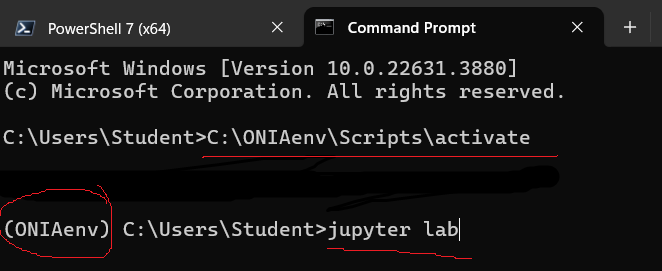 PowerShell 7 (x64)
Command Prompt
Microsoft Windows [Version 10.0.22631.3880]
(c) Microsoft Corporation. All rights reserved.
C:\Users\Student>C:\ONIAenv\Scripts\activate
(ONIAenv) C:\Users\Student>jupyter lab